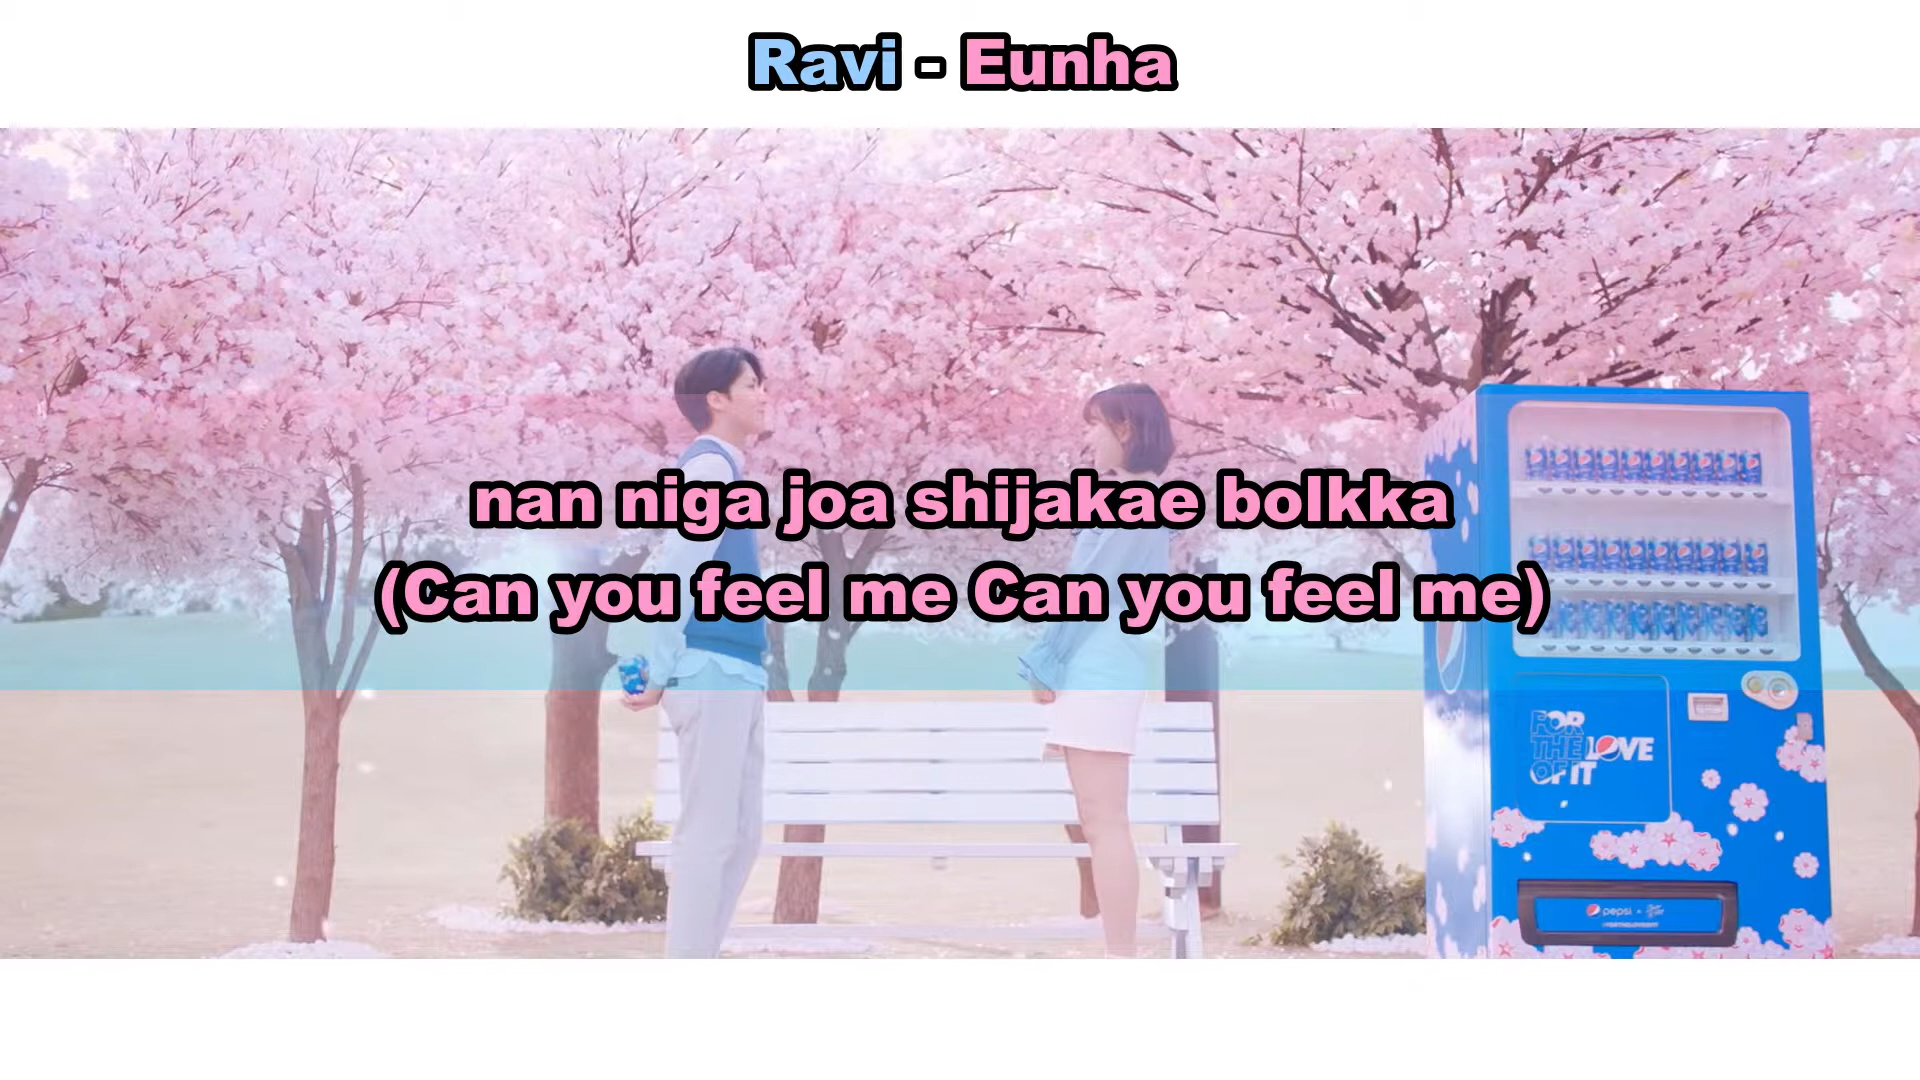 Ravi - Eunha
nan niga joa shijakae bolkka
(Can you feel me Can you feel me)
FOR
THE LOVE
OF IT
pepsi